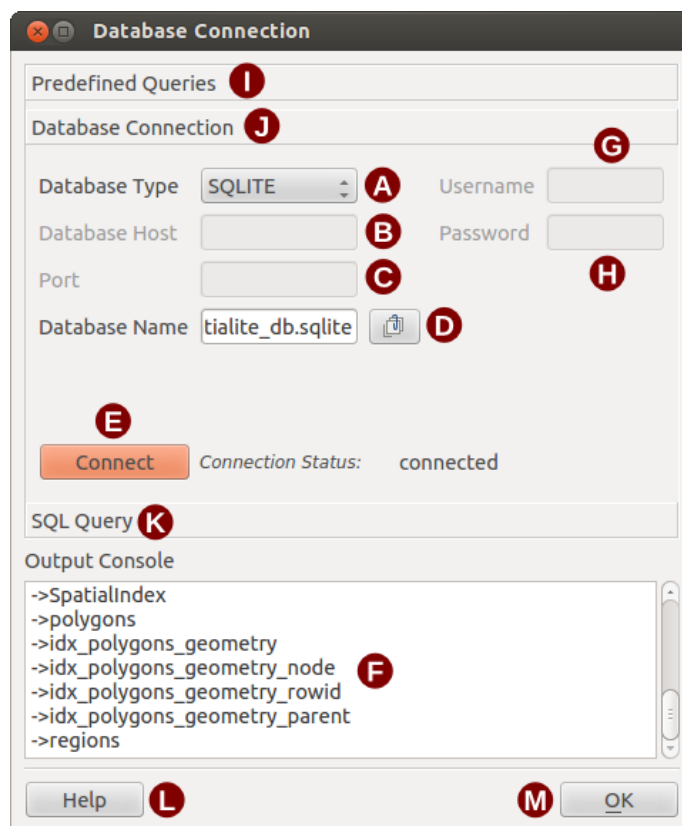 Database Connection
Predefined Queries I
Database Connection J
G
Database Type SQLITE A Username
Database Host B Password
Port C H
Database Name tialite_db.sqlite D
E
Connect Connection Status: connected
SQL Query K
Output Console
->SpatialIndex
->polygons
->idx_polygons_geometry
->idx_polygons_geometry_node F
->idx_polygons_geometry_rowid
->idx_polygons_geometry_parent
->regions
Help L M OK